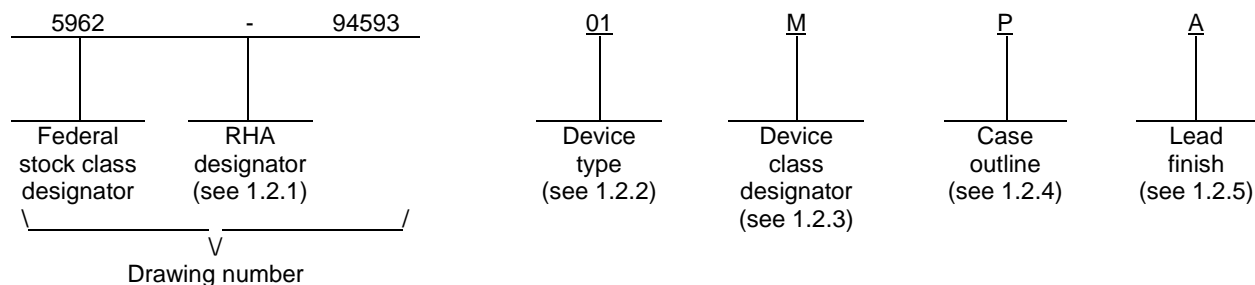 5962 - 94593 01 M P A
Federal stock class designator
RHA designator (see 1.2.1)
Device type (see 1.2.2)
Device class designator (see 1.2.3)
Case outline (see 1.2.4)
Lead finish (see 1.2.5)
Drawing number